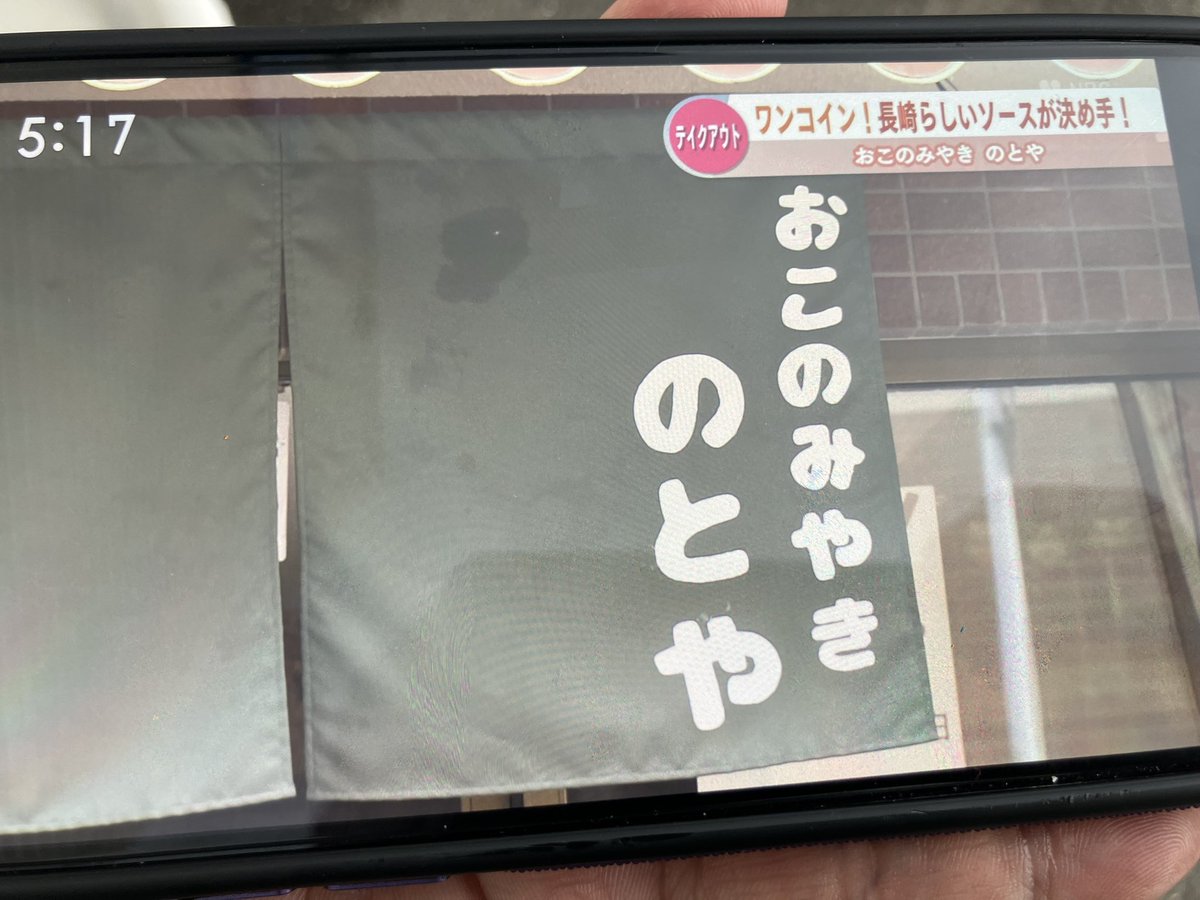 5:17
テイクアウト
ワンコイン!長崎らしいソースが決め手!
おこのみやき のとや
おこのみやき
のとや